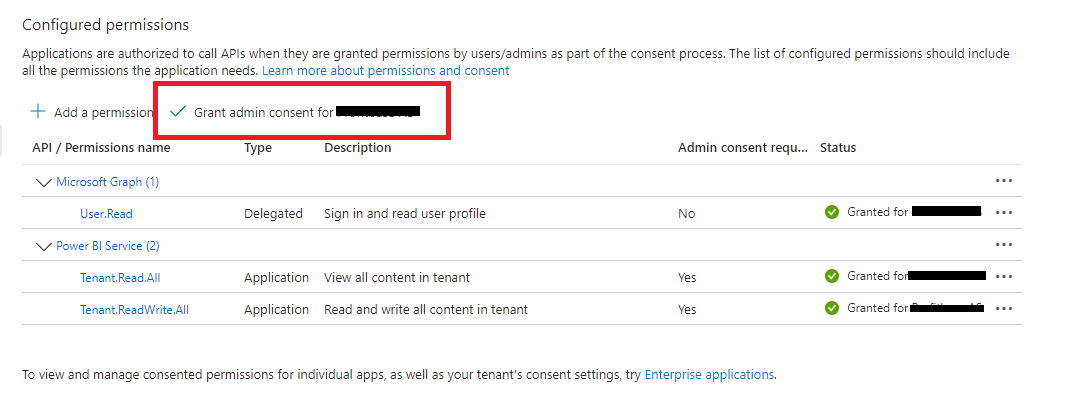 Configured permissions
Applications are authorized to call APIs when they are granted permissions by users/admins as part of the consent process. The list of configured permissions should include
all the permissions the application needs. Learn more about permissions and consent
Add a permission Grant admin consent for
API / Permissions name Type Description Admin consent requ... Status
Microsoft Graph (1) ...
User.Read Delegated Sign in and read user profile No Granted for ...
Power BI Service (2) ...
Tenant.Read.All Application View all content in tenant Yes Granted for ...
Tenant.ReadWrite.All Application Read and write all content in tenant Yes Granted for ...
To view and manage consented permissions for individual apps, as well as your tenant's consent settings, try Enterprise applications.